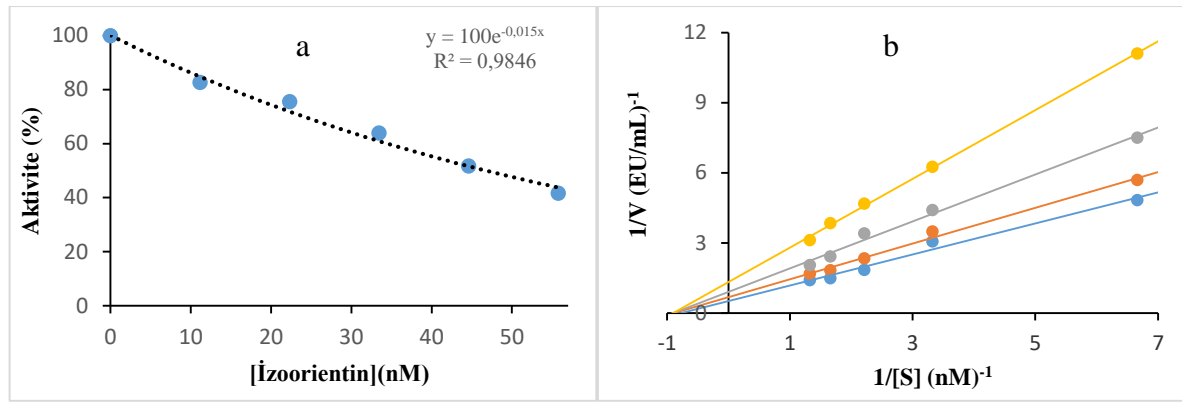 a
y = 100e^-0,015x
R² = 0,9846
Aktivite (%)
100
80
60
40
20
0
0 10 20 30 40 50
[İzoorientin](nM)
b
1/V (EU/mL)⁻¹
12
9
6
3
0
-1 1 3 5 7
1/[S] (nM)⁻¹